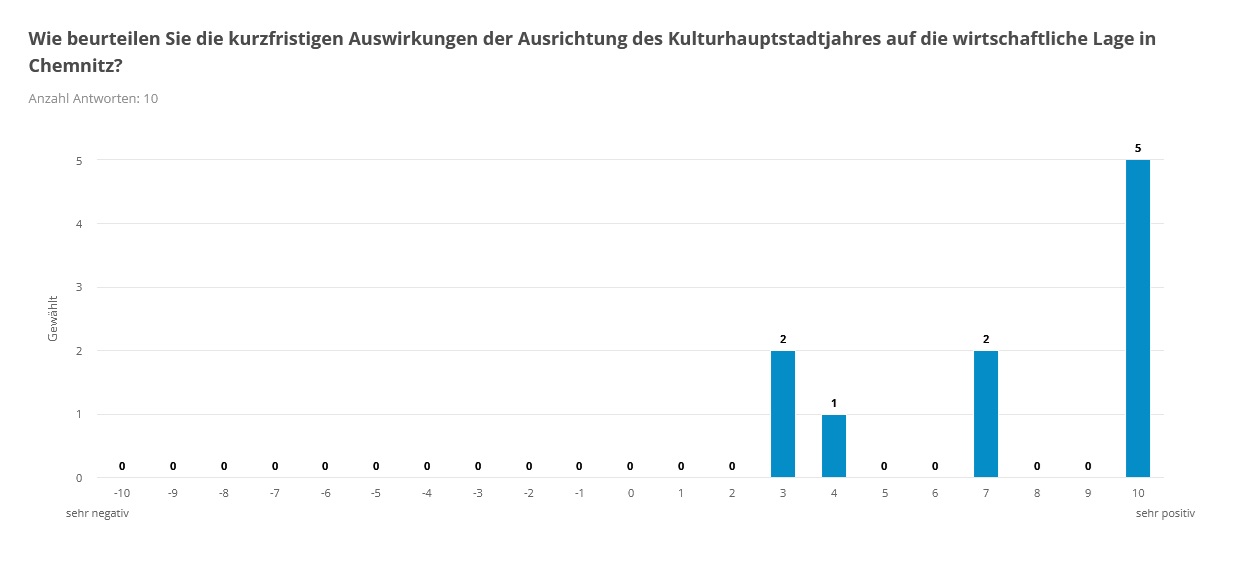 Wie beurteilen Sie die kurzfristigen Auswirkungen der Ausrichtung des Kulturhauptstadtjahres auf die wirtschaftliche Lage in
Chemnitz?
Anzahl Antworten: 10
5
5
4
3
Gewählt
2
2
2
1
1
0
0 0 0 0 0 0 0 0 0 0 0 0 0 0 0 0 0
-10 -9 -8 -7 -6 -5 -4 -3 -2 -1 0 1 2 3 4 5 6 7 8 9 10
sehr negativ sehr positiv